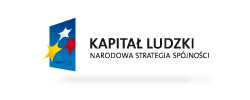 KAPITAŁ LUDZKI
NARODOWA STRATEGIA SPÓJNOŚCI